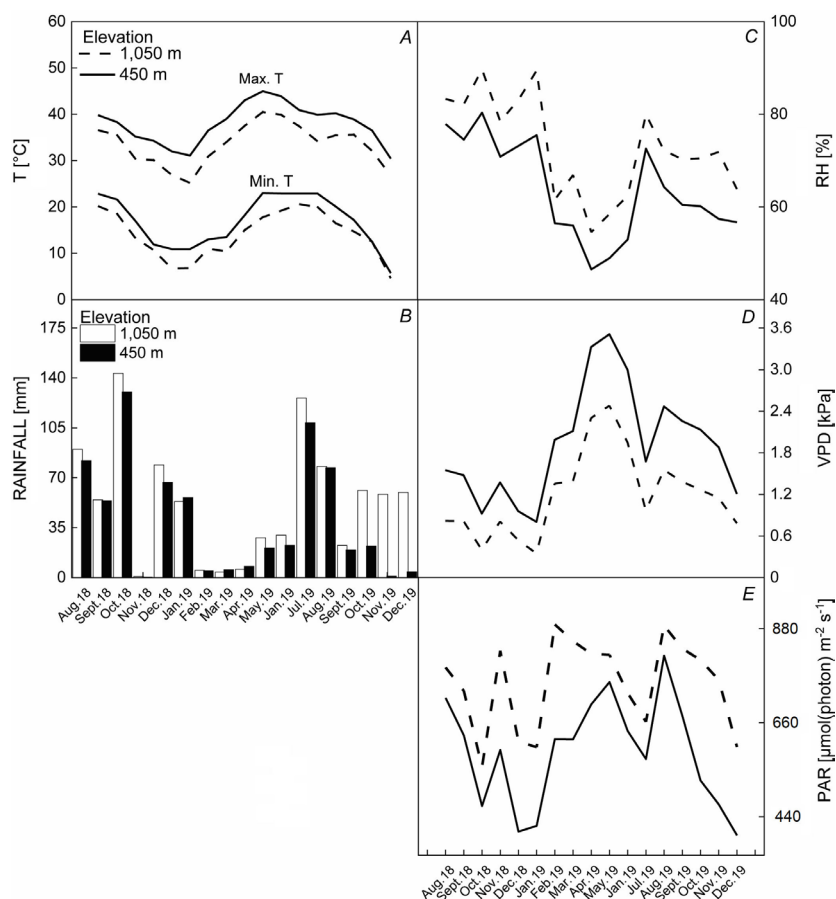 60
50
40
30
20
10
0
T [°C]
Elevation
1,050 m
450 m
A
Max. T
Min. T
C
100
80
60
40
RH [%]
175
140
105
70
35
0
RAINFALL [mm]
Elevation
1,050 m
450 m
B
Aug.18
Sept.18
Oct.18
Nov.18
Dec.18
Jan.19
Feb.19
Mar.19
Apr.19
May.19
Jan.19
Jul.19
Aug.19
Sept.19
Oct.19
Nov.19
Dec.19
D
3.6
3.0
2.4
1.8
1.2
0.6
0
VPD [kPa]
E
880
660
440
PAR [µmol(photon) m-2 s-1]
Aug.18
Sept.18
Oct.18
Nov.18
Dec.18
Jan.19
Feb.19
Mar.19
Apr.19
May.19
Jan.19
Jul.19
Aug.19
Sept.19
Oct.19
Nov.19
Dec.19